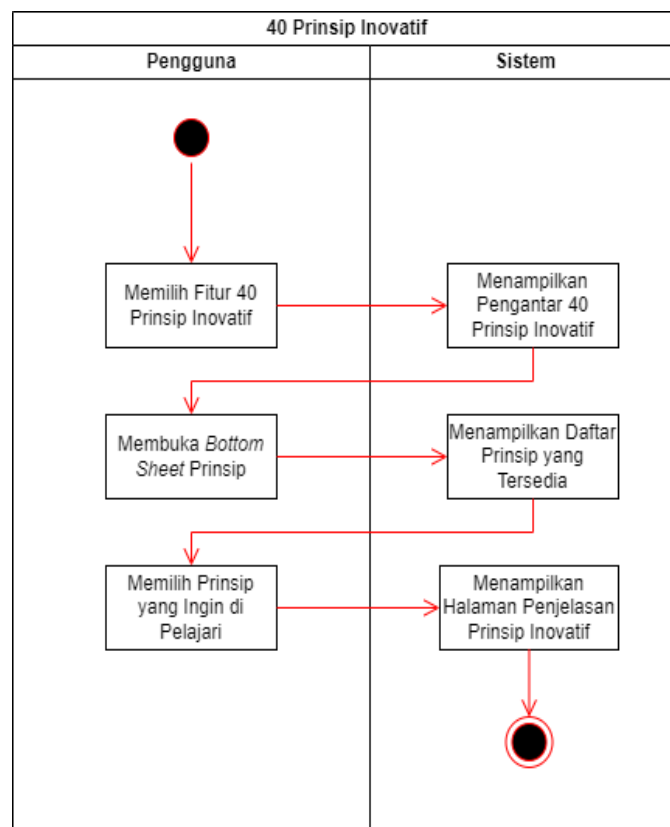 40 Prinsip Inovatif
Pengguna
Sistem
Memilih Fitur 40
Prinsip Inovatif
Menampilkan
Pengantar 40
Prinsip Inovatif
Membuka Bottom
Sheet Prinsip
Menampilkan Daftar
Prinsip yang
Tersedia
Memilih Prinsip
yang Ingin di
Pelajari
Menampilkan
Halaman Penjelasan
Prinsip Inovatif